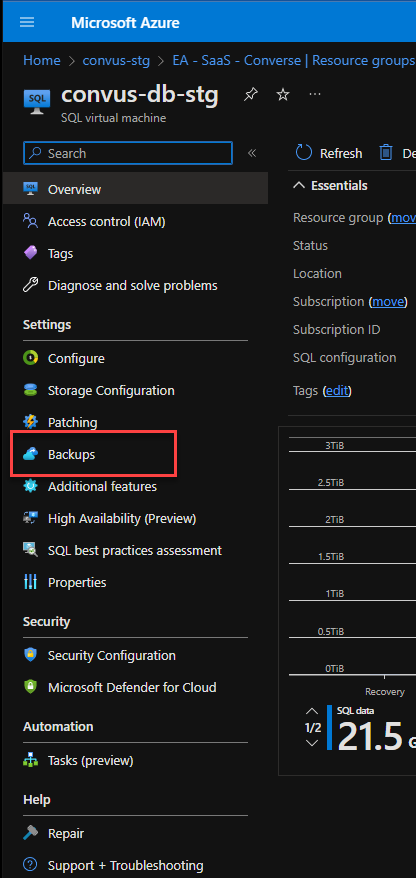 Microsoft Azure
Home > convus-stg > EA - SaaS - Converse | Resource groups
SQL
convus-db-stg
...
SQL virtual machine
Search
«
Refresh
De
Overview
Essentials
Access control (IAM)
Resource group (mov
Tags
Status
Diagnose and solve problems
Location
Settings
Subscription (move)
Subscription ID
Configure
SQL configuration
Storage Configuration
Tags (edit)
Patching
Backups
Additional features
High Availability (Preview)
SQL best practices assessment
Properties
3TiB
2.5TiB
2TiB
1.5TiB
1TiB
0.5TiB
0TiB
Recovery
Security
Security Configuration
Microsoft Defender for Cloud
1/2
SQL data
21.5 G
Automation
Tasks (preview)
Help
Repair
Support + Troubleshooting